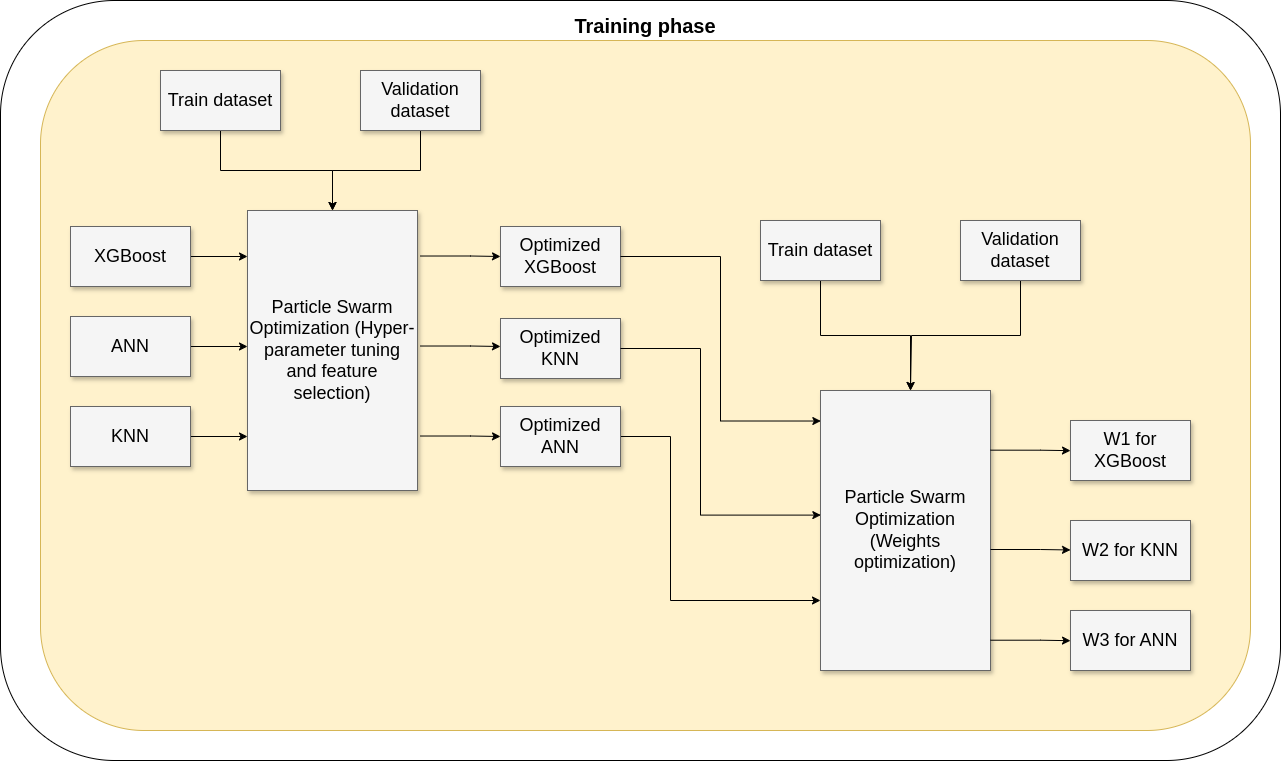 Training phase
Train dataset
Validation
dataset
XGBoost
ANN
KNN
Particle Swarm
Optimization (Hyper-
parameter tuning
and feature
selection)
Optimized
XGBoost
Optimized
KNN
Optimized
ANN
Train dataset
Validation
dataset
Particle Swarm
Optimization
(Weights
optimization)
W1 for
XGBoost
W2 for KNN
W3 for ANN